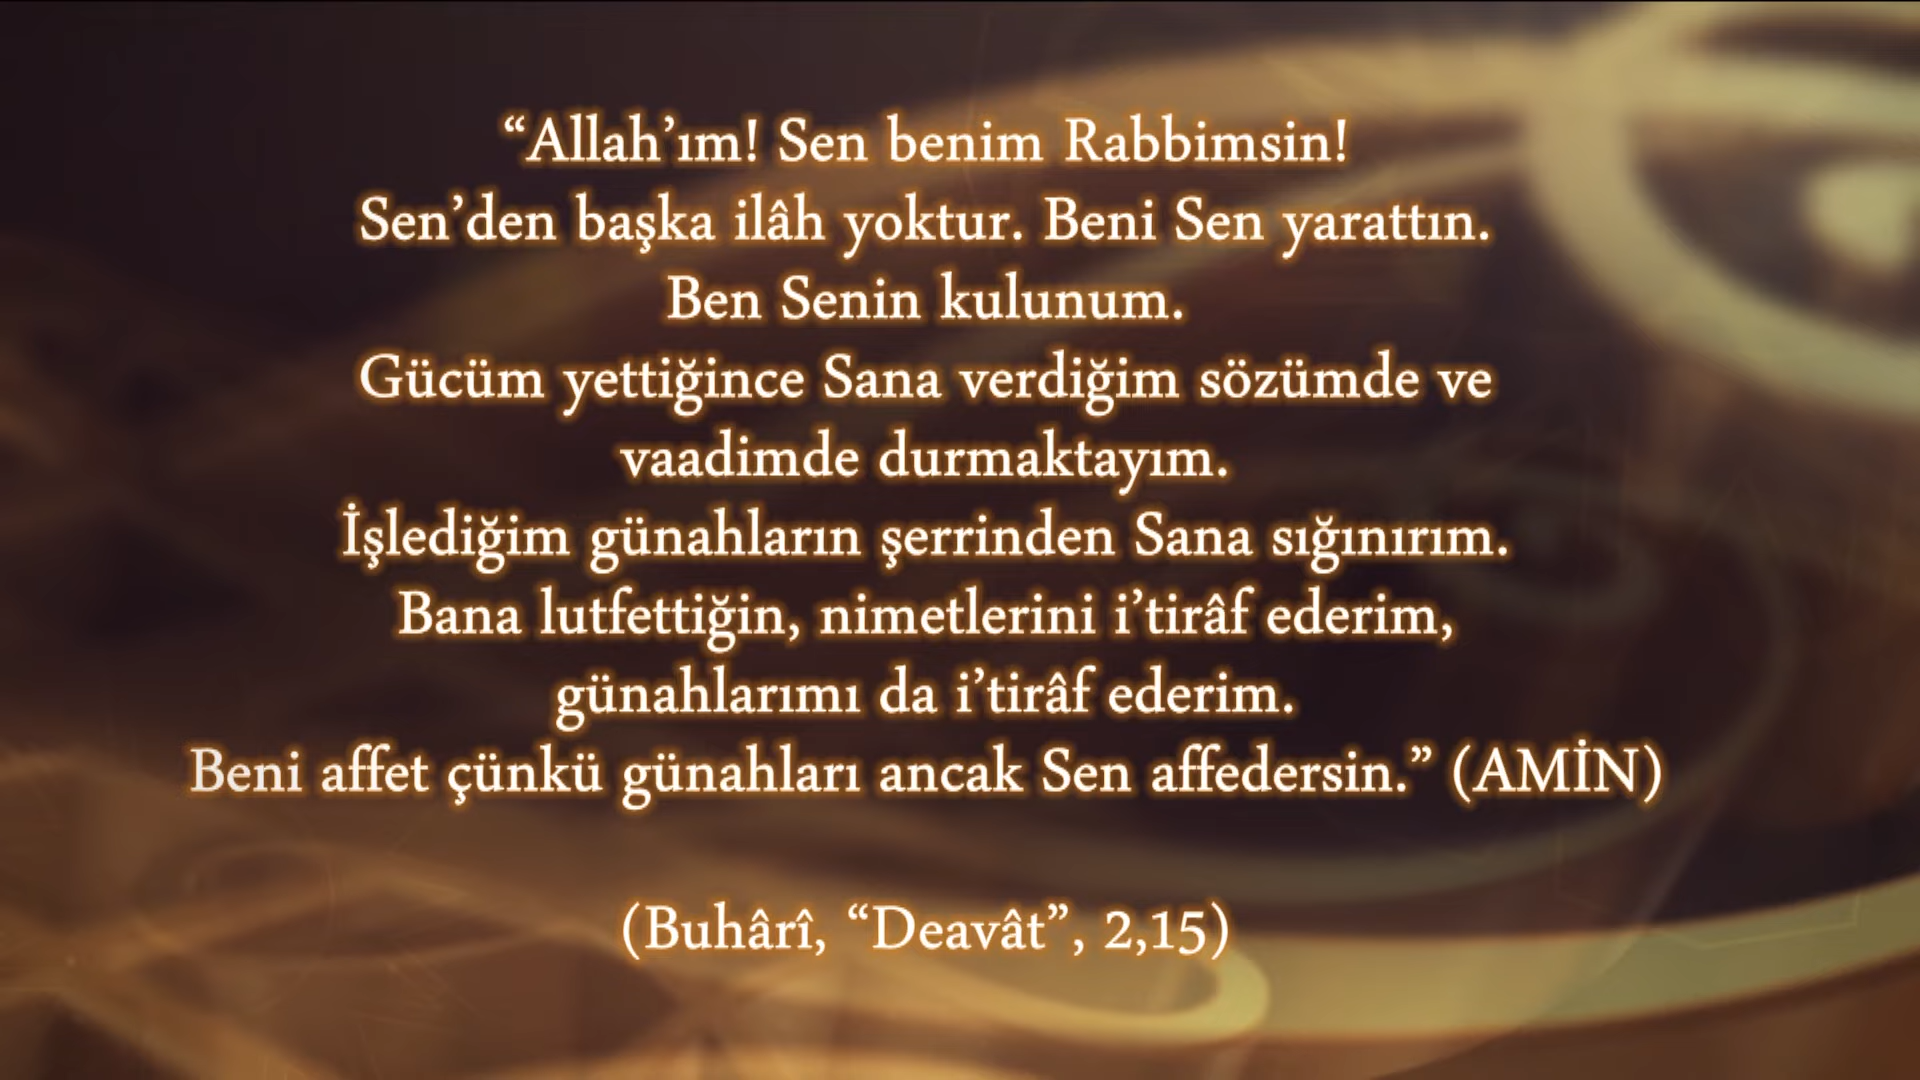 “Allah’ım! Sen benim Rabbimsin!
Sen’den başka ilâh yoktur. Beni Sen yarattın.
Ben Senin kulunum.
Gücüm yettiğince Sana verdiğim sözümde ve
vaadimde durmaktayım.
İşlediğim günahların şerrinden Sana sığınırım.
Bana lutfettiğin, nimetlerini i’tirâf ederim,
günahlarımı da i’tirâf ederim.
Beni affet çünkü günahları ancak Sen affedersin.” (AMİN)
(Buhârî, “Deavât”, 2,15)